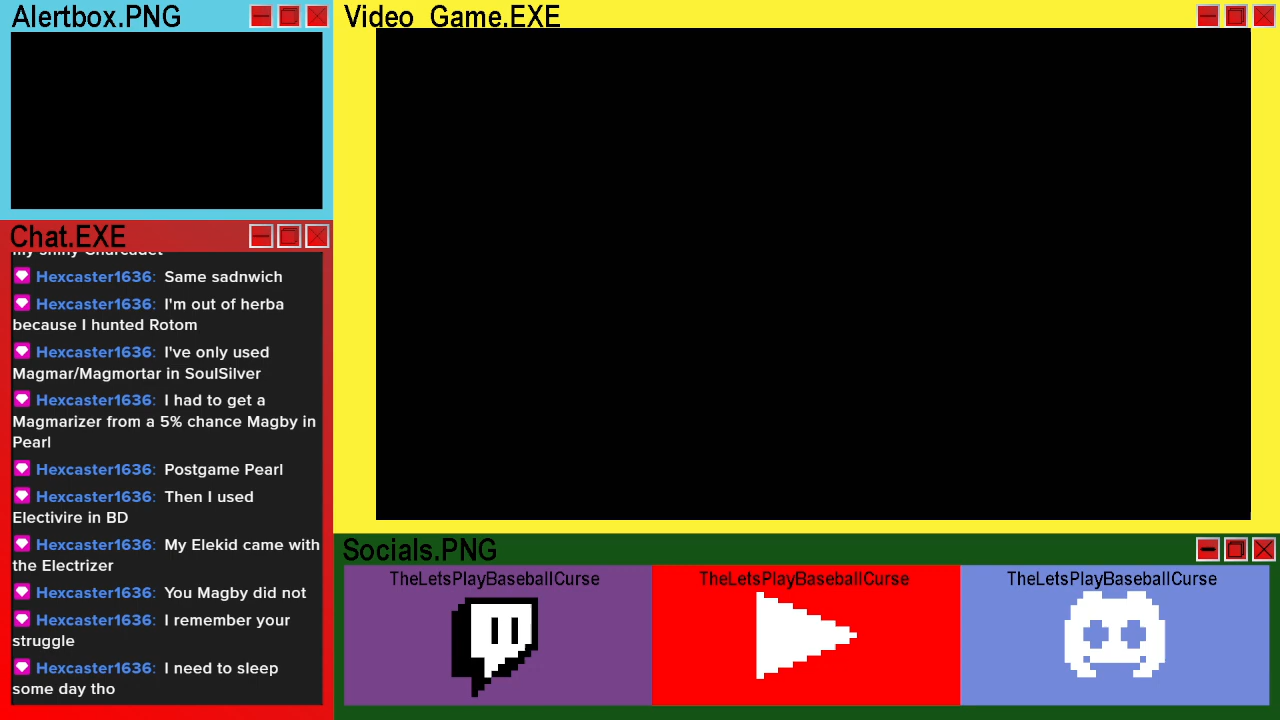 Alertbox.PNG
Video Game.EXE
Chat.EXE
my shiny Charcadet
Hexcaster1636: Same sadnwich
Hexcaster1636: I'm out of herba
because I hunted Rotom
Hexcaster1636: I've only used
Magmar/Magmortar in SoulSilver
Hexcaster1636: I had to get a
Magmarizer from a 5% chance Magby in
Pearl
Hexcaster1636: Postgame Pearl
Hexcaster1636: Then I used
Electivire in BD
Hexcaster1636: My Elekid came with
the Electrizer
Hexcaster1636: You Magby did not
Hexcaster1636: I remember your
struggle
Hexcaster1636: I need to sleep
some day tho
Socials.PNG
TheLetsPlayBaseballCurse
TheLetsPlayBaseballCurse
TheLetsPlayBaseballCurse